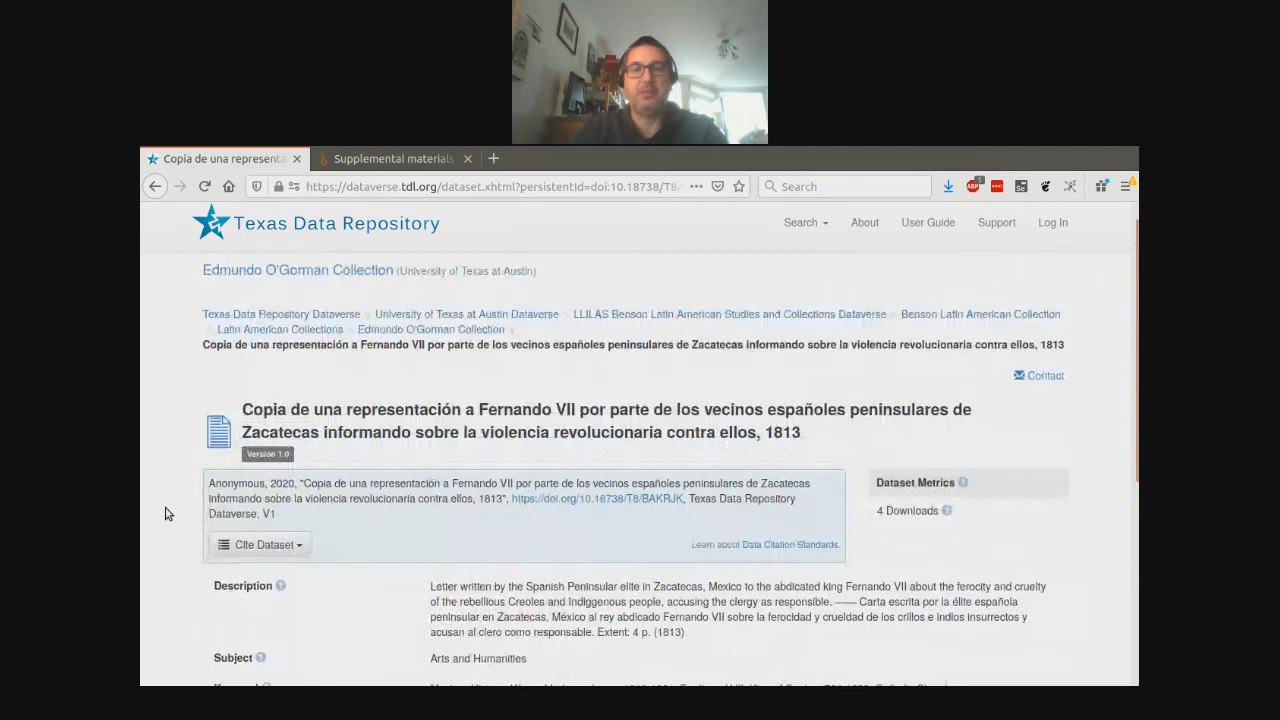 Copia de una representa
Supplemental materials
https://dataverse.tdl.org/dataset.xhtml?persistentId=doi:10.18738/T8/
Search
Texas Data Repository
Search
About
User Guide
Support
Log In
Edmundo O'Gorman Collection (University of Texas at Austin)
Texas Data Repository Dataverse
University of Texas at Austin Dataverse
LLILAS Benson Latin American Studies and Collections Dataverse
Benson Latin American Collection
Latin American Collections
Edmundo O'Gorman Collection
Copia de una representación a Fernando VII por parte de los vecinos españoles peninsulares de Zacatecas informando sobre la violencia revolucionaria contra ellos, 1813
Contact
Copia de una representación a Fernando VII por parte de los vecinos españoles peninsulares de
Zacatecas informando sobre la violencia revolucionaria contra ellos, 1813
Version 1.0
Anonymous, 2020, "Copia de una representación a Fernando VII por parte de los vecinos españoles peninsulares de Zacatecas
informando sobre la violencia revolucionaria contra ellos, 1813", https://doi.org/10.18738/T8/BAKRJK, Texas Data Repository
Dataverse, V1
Cite Dataset
Learn about Data Citation Standards.
Dataset Metrics
4 Downloads
Description
Letter written by the Spanish Peninsular elite in Zacatecas, Mexico to the abdicated king Fernando VII about the ferocity and cruelty
of the rebellious Creoles and Indiggenous people, accusing the clergy as responsible. —— Carta escrita por la élite española
peninsular en Zacatecas, México al rey abdicado Fernando VII sobre la ferocidad y crueldad de los crillos e indios insurrectos y
acusan al clero como responsable. Extent: 4 p. (1813)
Subject
Arts and Humanities